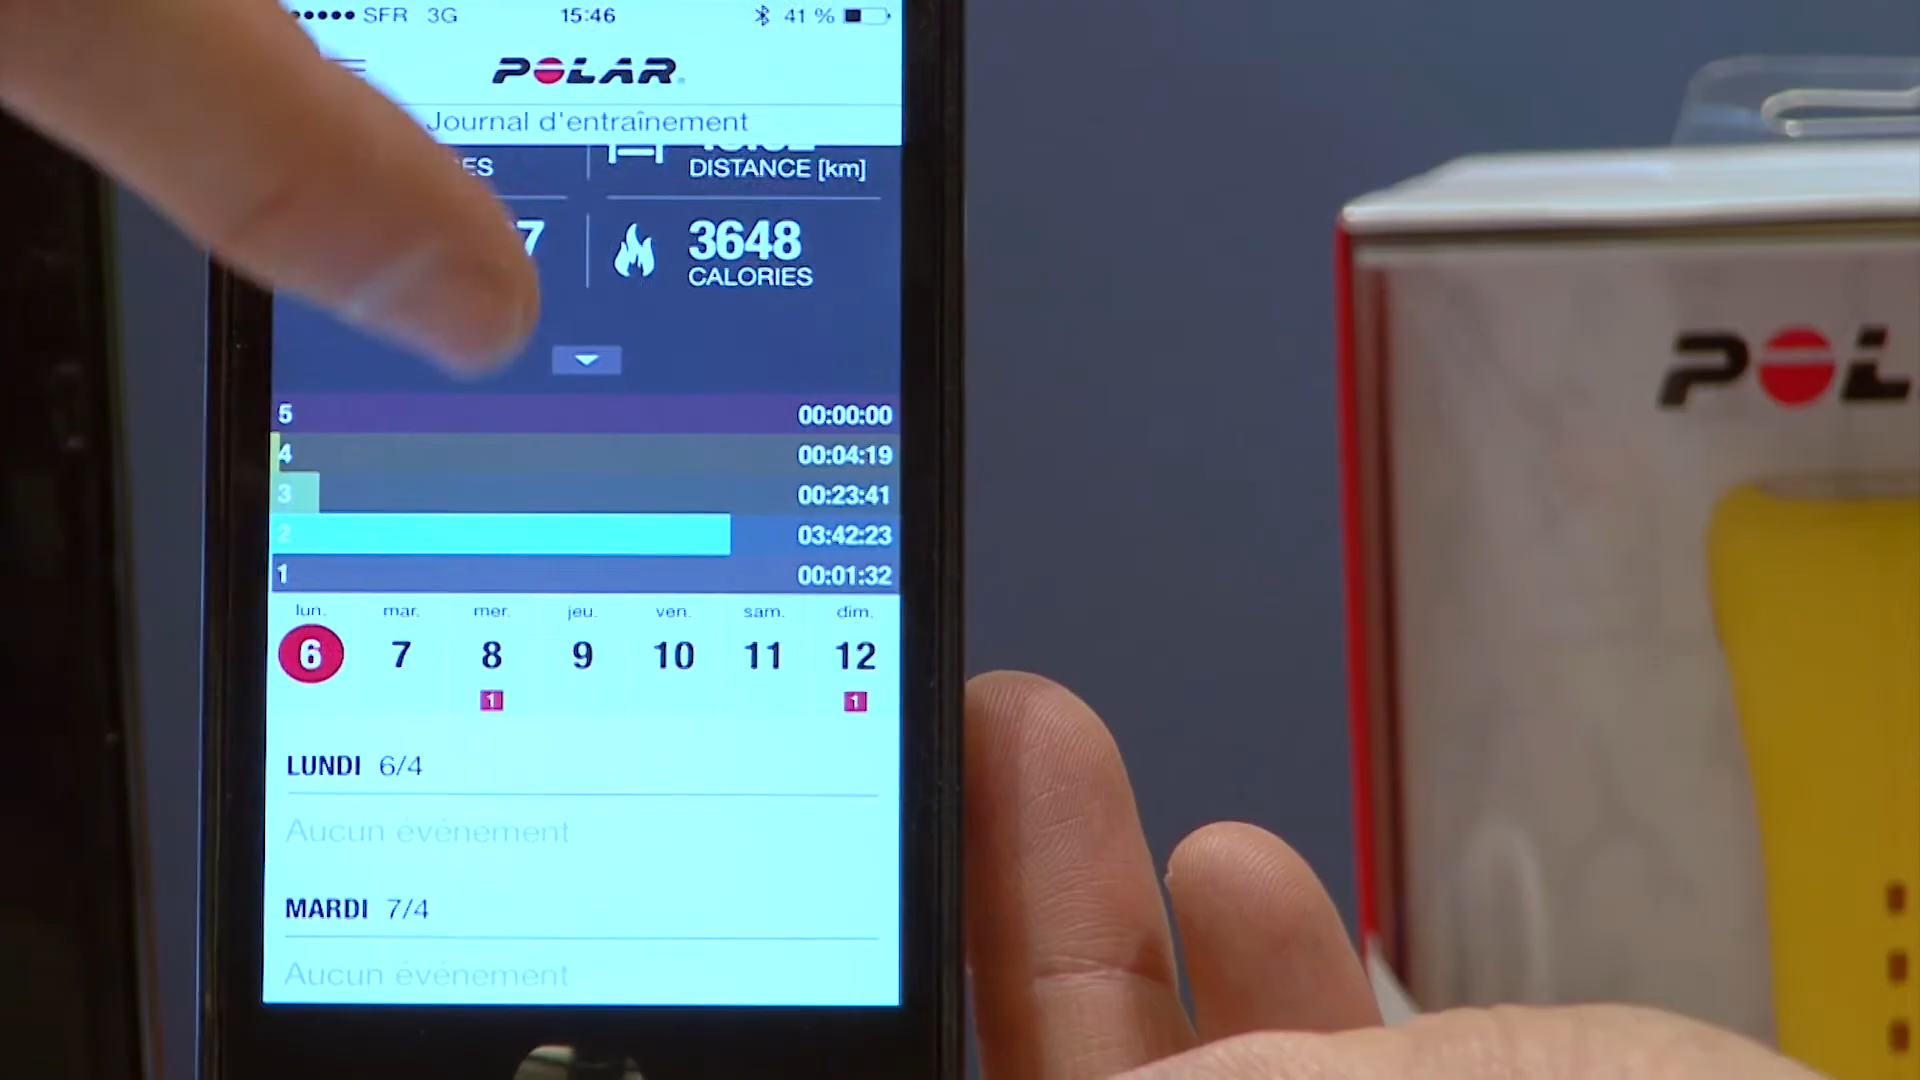 SFR 3G 15:46 41 %
POLAR
Journal d'entraînement
DISTANCE [km]
7 3648
CALORIES
5 00:00:00
4 00:04:19
3 00:23:41
2 03:42:23
1 00:01:32
lun. mar. mer. jeu. ven. sam. dim.
6 7 8 9 10 11 12
1 1
LUNDI 6/4
Aucun événement
MARDI 7/4
Aucun événement
POL